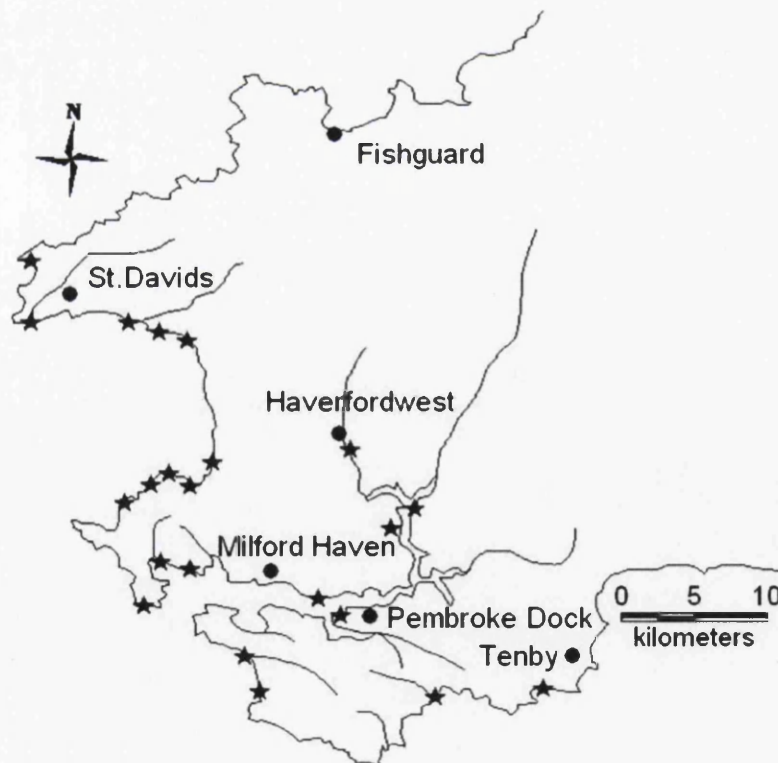 N
Fishguard
St.Davids
Haverfordwest
Milford Haven
Pembroke Dock
Tenby
0 5 10
kilometers